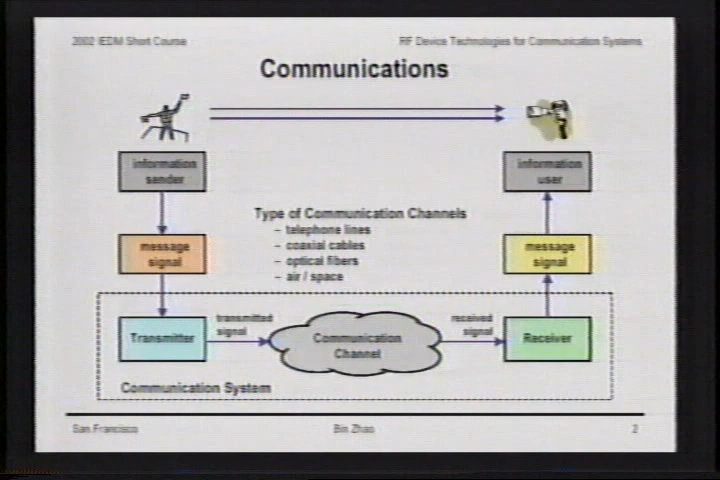 2002 IEDM Short Course
RF Device Technologies for Communication Systems
Communications
information
sender
information
user
Type of Communication Channels
– telephone lines
– coaxial cables
– optical fibers
– air / space
message
signal
message
signal
Transmitter
transmitted
signal
Communication
Channel
received
signal
Receiver
Communication System
San Francisco
Bin Zhao
2